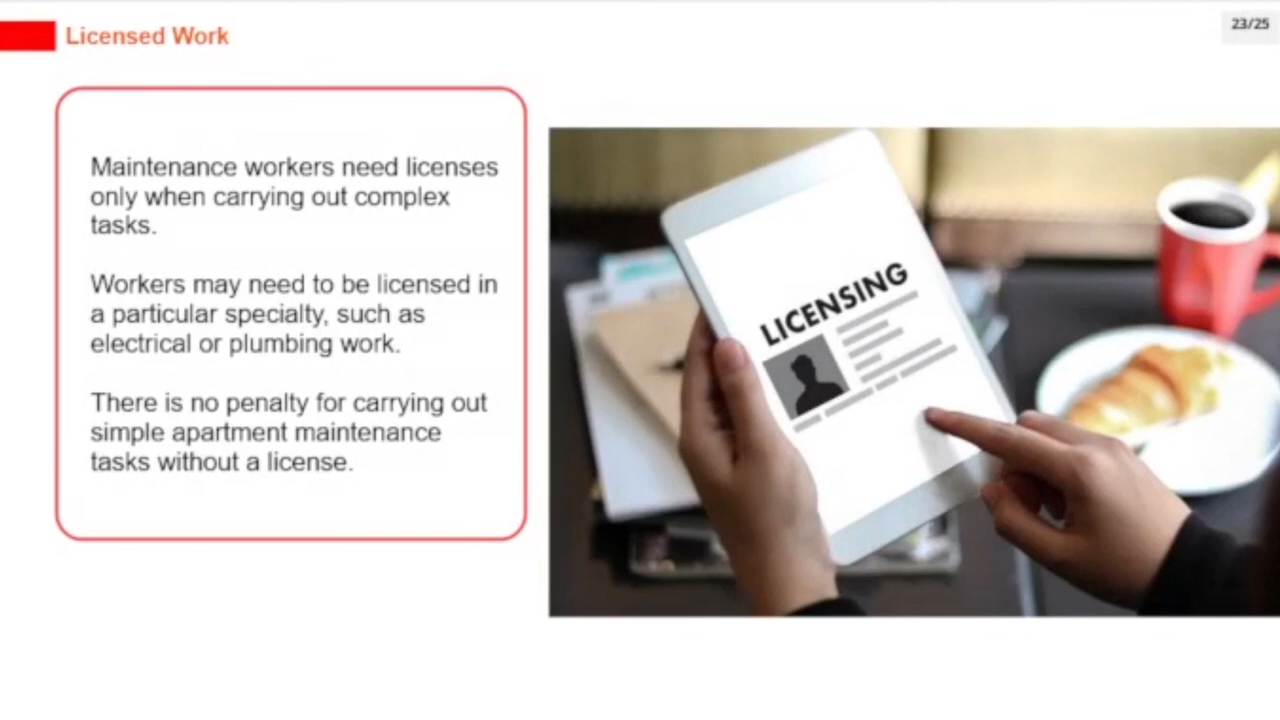 Licensed Work
23/25
Maintenance workers need licenses
only when carrying out complex
tasks.
Workers may need to be licensed in
a particular specialty, such as
electrical or plumbing work.
There is no penalty for carrying out
simple apartment maintenance
tasks without a license.
LICENSING